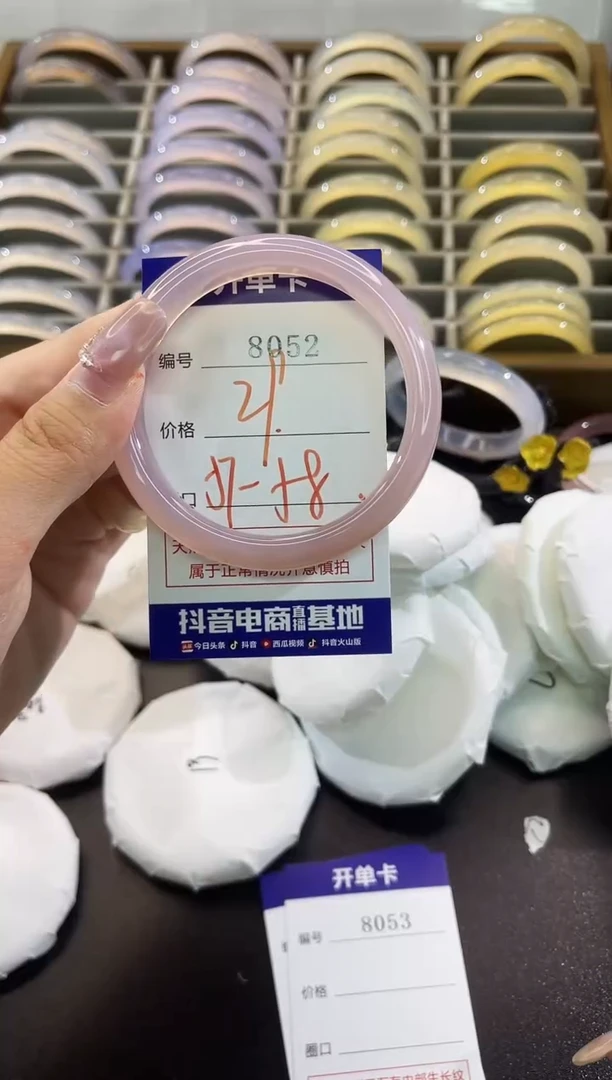 开单卡
编号 8052
价格
口 57-58
属于正常情况介意慎拍
抖音电商直播基地
今日头条 抖音 西瓜视频 抖音火山版
开单卡
编号 8053
价格
圈口